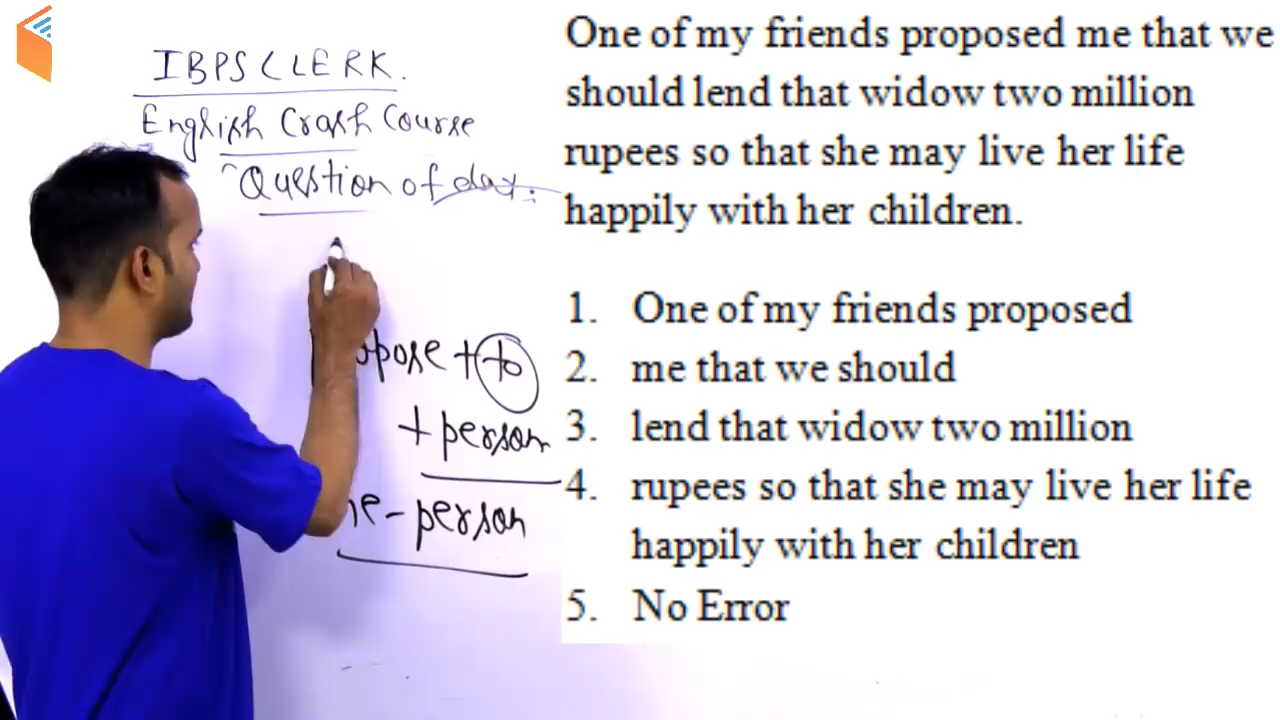 IBPS CLERK.
English Crash Course
Question of day:
+ to
+ person
- person
One of my friends proposed me that we
should lend that widow two million
rupees so that she may live her life
happily with her children.
1. One of my friends proposed
2. me that we should
3. lend that widow two million
4. rupees so that she may live her life
happily with her children
5. No Error